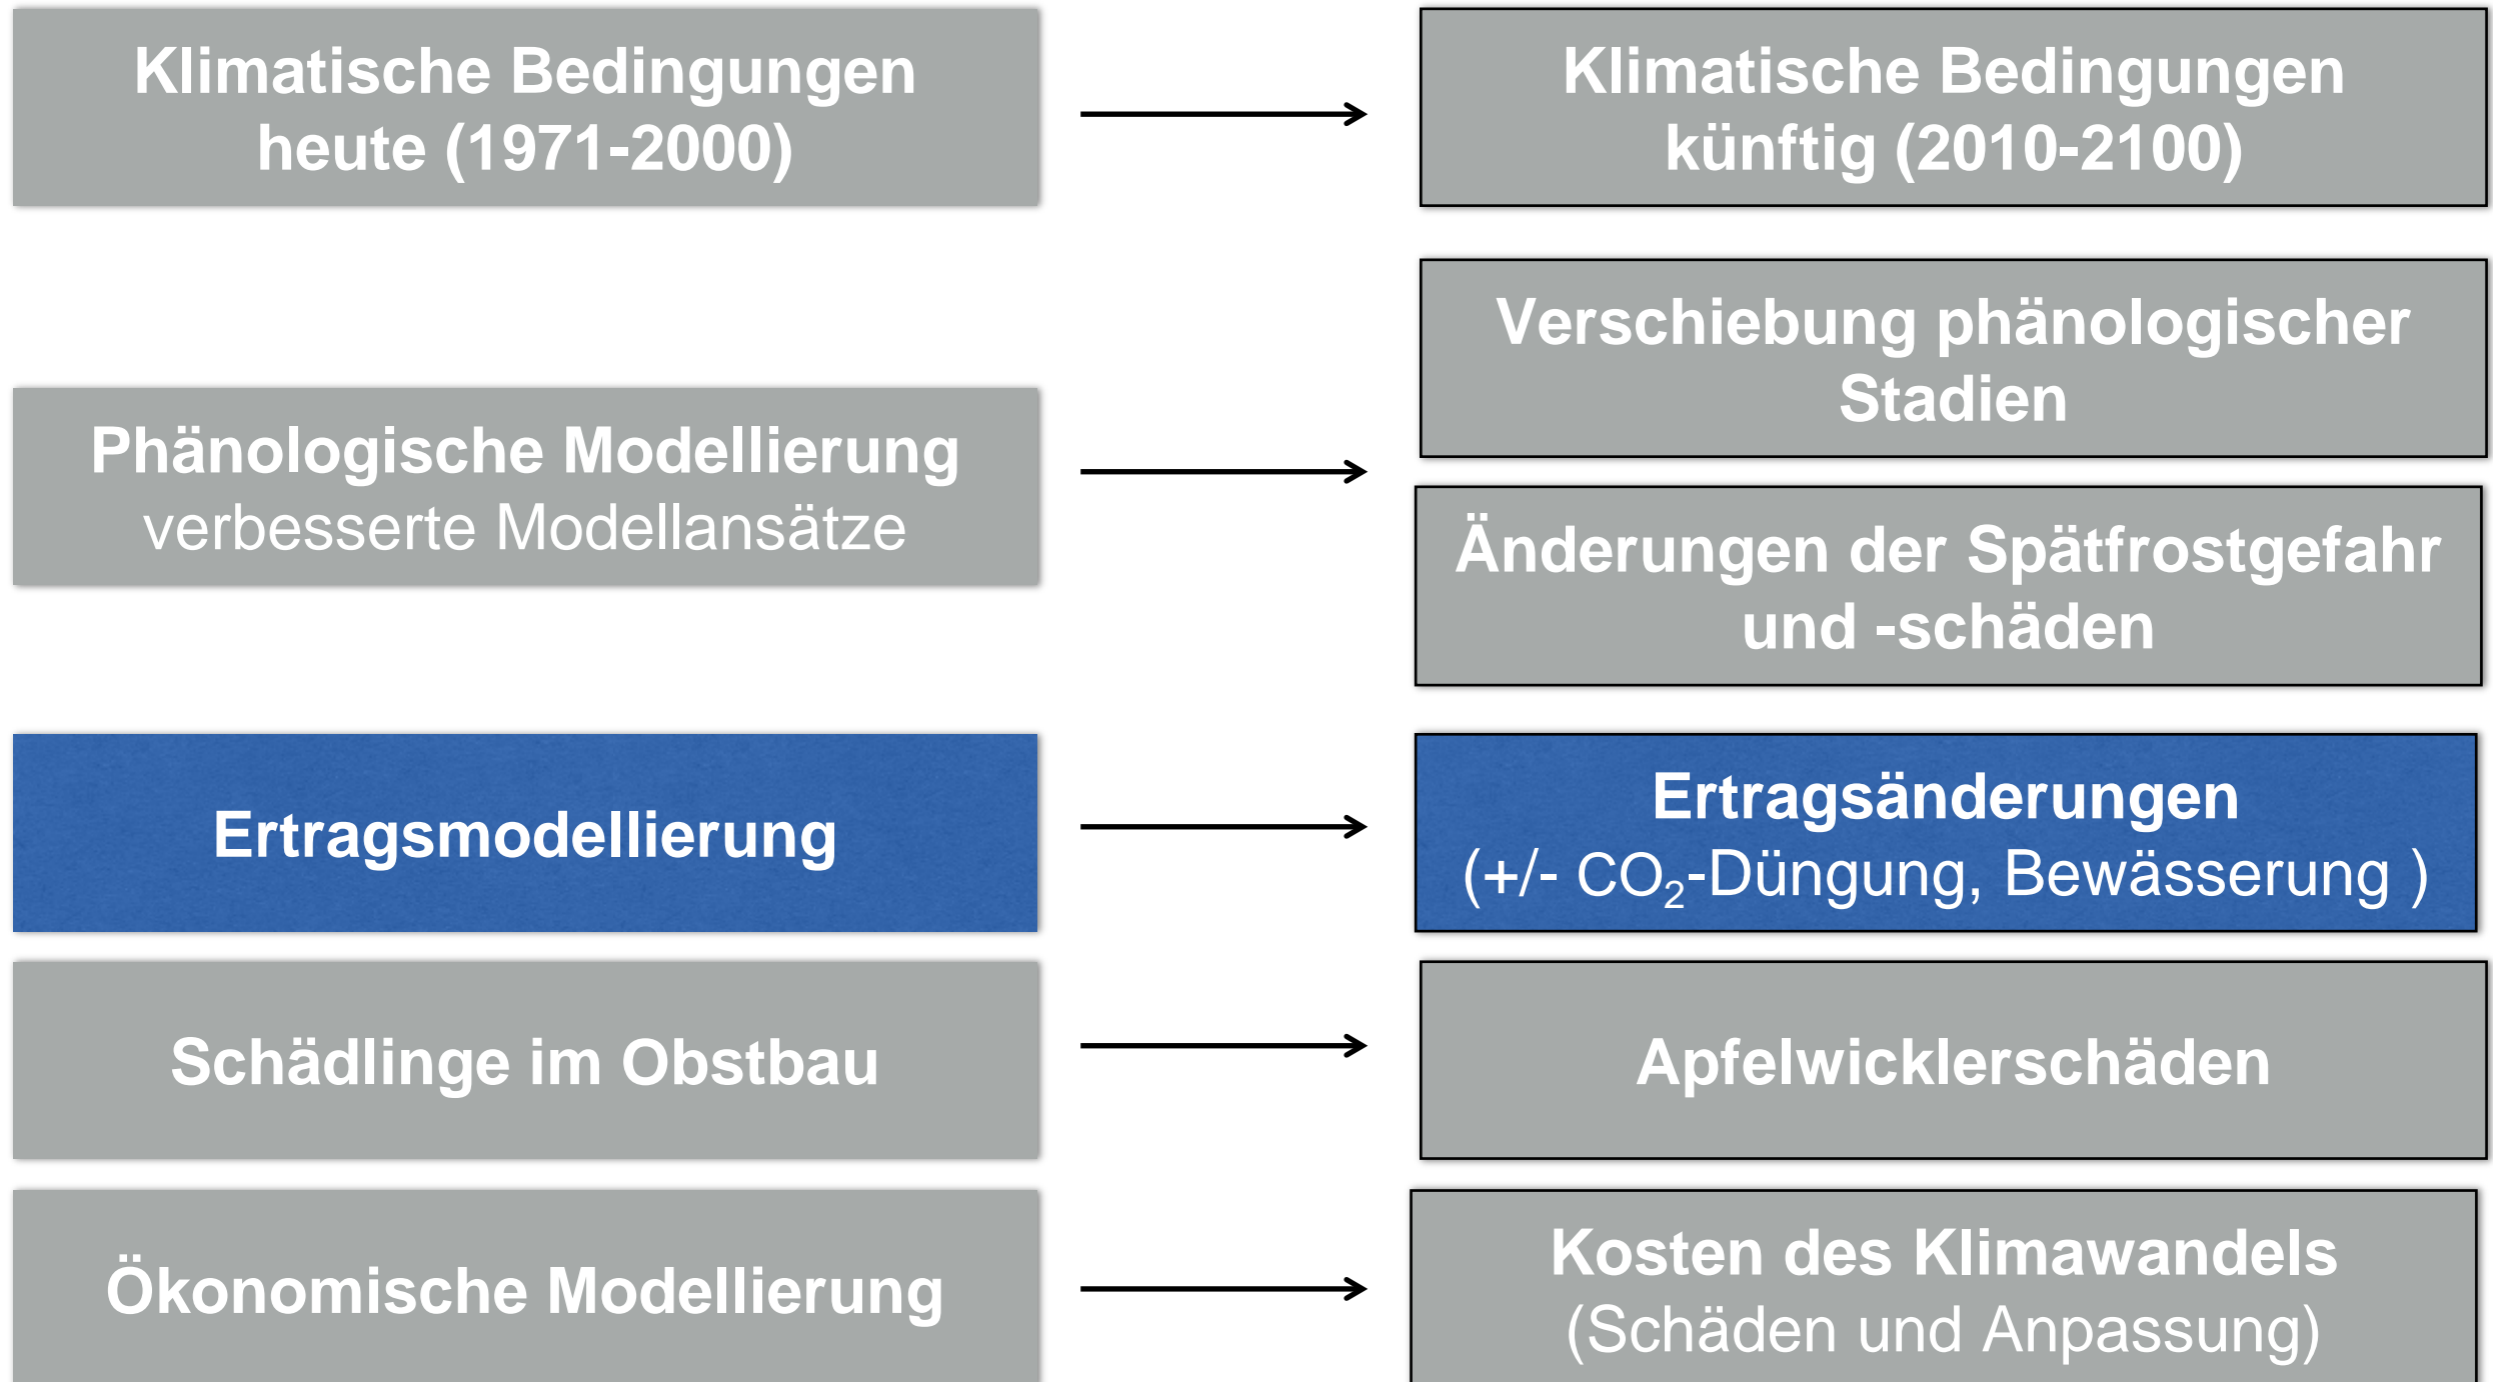 Klimatische Bedingungen
heute (1971-2000)
Klimatische Bedingungen
künftig (2010-2100)
Phänologische Modellierung
verbesserte Modellansätze
Verschiebung phänologischer
Stadien
Änderungen der Spätfrostgefahr
und -schäden
Ertragsmodellierung
Ertragsänderungen
(+/- CO₂-Düngung, Bewässerung )
Schädlinge im Obstbau
Apfelwicklerschäden
Ökonomische Modellierung
Kosten des Klimawandels
(Schäden und Anpassung)